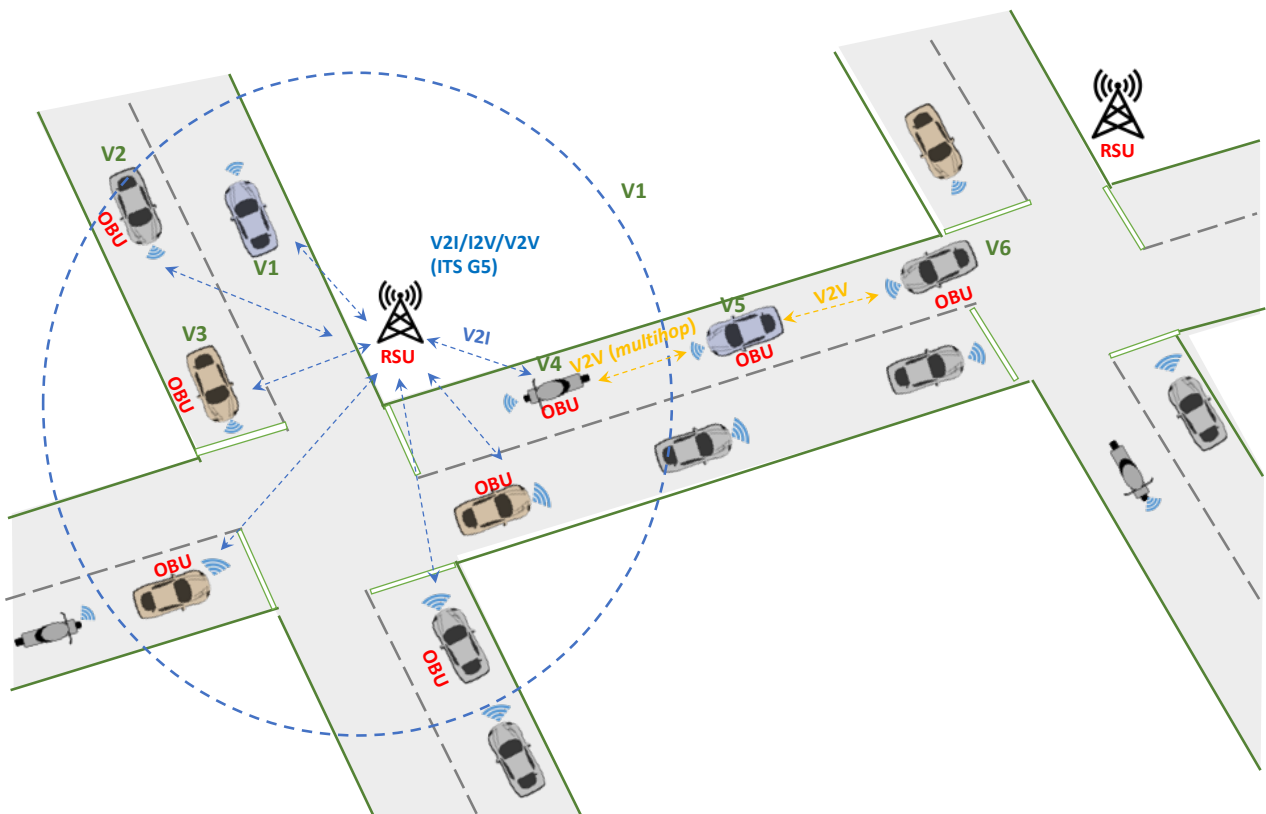 V2
OBU
V1
V3
OBU
V1
V2I/I2V/V2V
(ITS G5)
RSU
V2I
V4
OBU
V2V (multihop)
V5
OBU
V2V
V6
OBU
RSU
OBU
OBU
OBU